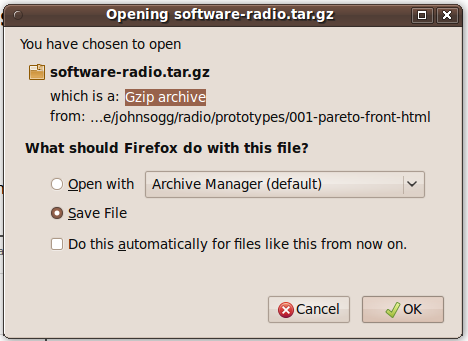 Opening software-radio.tar.gz
You have chosen to open
software-radio.tar.gz
which is a: Gzip archive
from: ...e/johnsogg/radio/prototypes/001-pareto-front-html
What should Firefox do with this file?
Open with Archive Manager (default)
Save File
Do this automatically for files like this from now on.
Cancel OK